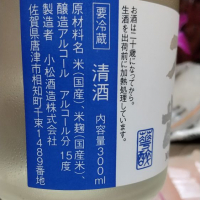 お酒は二十歳になってから。
生酒を出荷前に加熱処理しています。
要冷蔵
清酒
内容量300ml
原材料名 米(国産)、米麹(国産米)、
醸造アルコール アルコール分 15度
製造者 小松酒造株式会社
佐賀県唐津市相知町千束1489番地